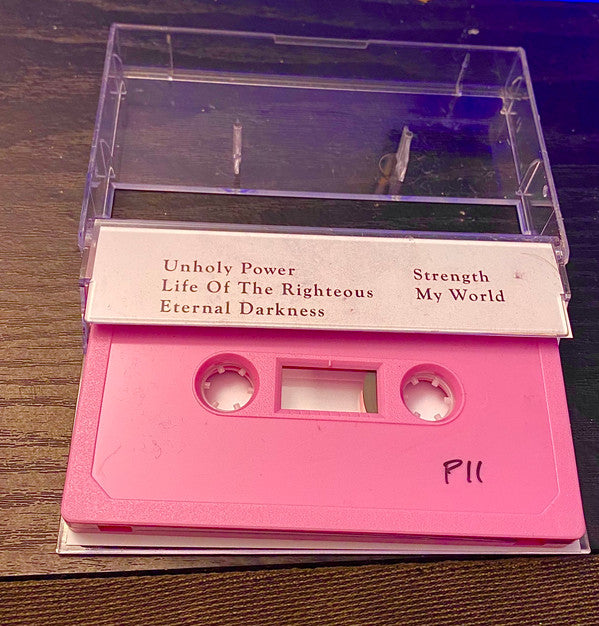 Unholy Power
Life Of The Righteous
Eternal Darkness
Strength
My World
P11